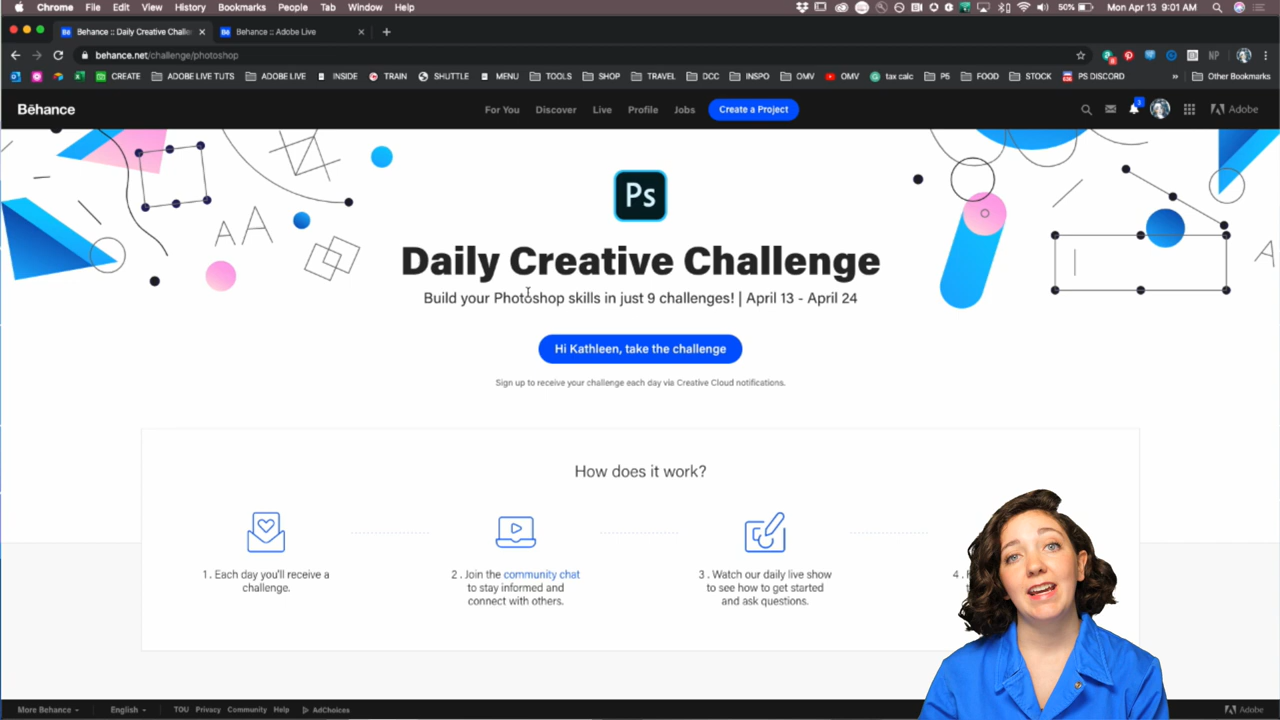 Chrome File Edit View History Bookmarks People Tab Window Help 50% Mon Apr 13 9:01 AM
Bē Behance :: Daily Creative Challe Bē Behance :: Adobe Live
behance.net/challenge/photoshop NP
CREATE ADOBE LIVE TUTS ADOBE LIVE INSIDE TRAIN SHUTTLE MENU TOOLS SHOP TRAVEL DCC INSPO OMV OMV tax calc P5 FOOD STOCK PS DISCORD » Other Bookmarks
Bēhance For You Discover Live Profile Jobs Create a Project Adobe
Ps
A A
A
Daily Creative Challenge
Build your Photoshop skills in just 9 challenges! | April 13 - April 24
Hi Kathleen, take the challenge
Sign up to receive your challenge each day via Creative Cloud notifications.
How does it work?
1. Each day you'll receive a
challenge.
2. Join the community chat
to stay informed and
connect with others.
3. Watch our daily live show
to see how to get started
and ask questions.
4.
More Behance English TOU Privacy Community Help AdChoices Adobe